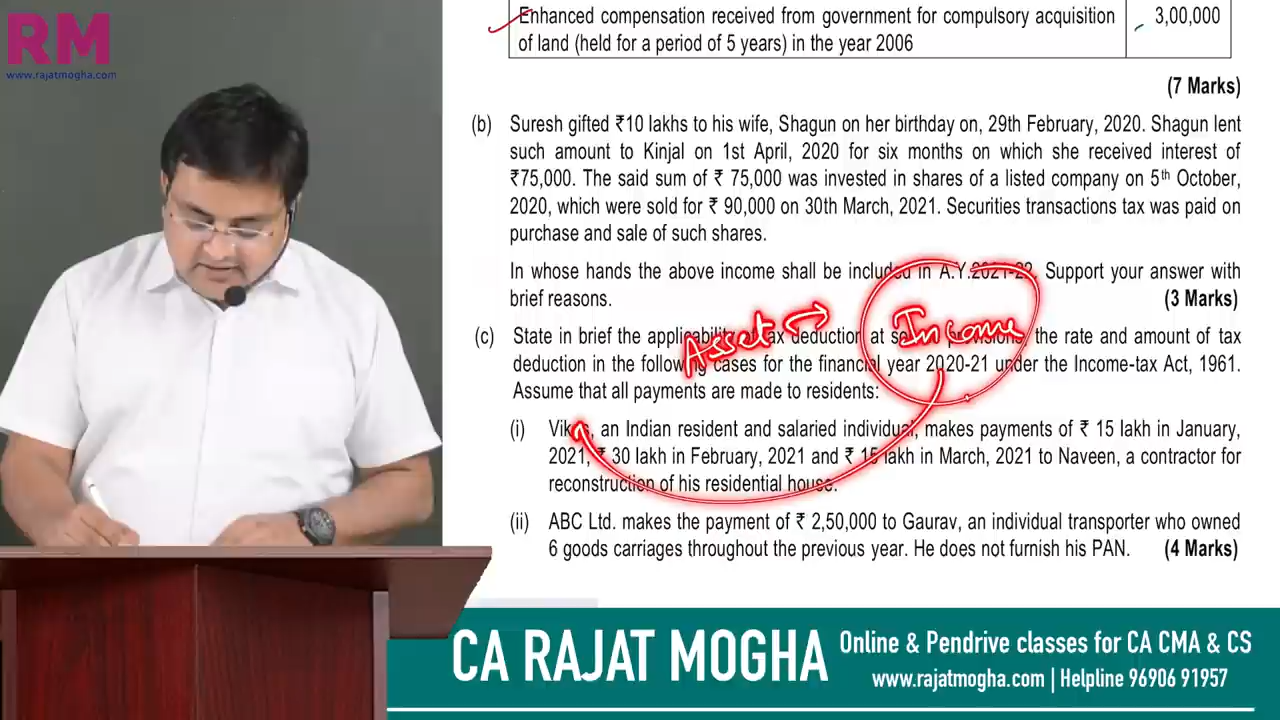 RM
www.rajatmogha.com
Enhanced compensation received from government for compulsory acquisition 3,00,000
of land (held for a period of 5 years) in the year 2006
(7 Marks)
(b) Suresh gifted ₹10 lakhs to his wife, Shagun on her birthday on, 29th February, 2020. Shagun lent
such amount to Kinjal on 1st April, 2020 for six months on which she received interest of
₹75,000. The said sum of ₹ 75,000 was invested in shares of a listed company on 5th October,
2020, which were sold for ₹ 90,000 on 30th March, 2021. Securities transactions tax was paid on
purchase and sale of such shares.
In whose hands the above income shall be included in A.Y.2021-22. Support your answer with
brief reasons. (3 Marks)
Asset Income
(c) State in brief the applicability of tax deduction at provisions, the rate and amount of tax
deduction in the following cases for the financial year 2020-21 under the Income-tax Act, 1961.
Assume that all payments are made to residents:
(i) Vikas, an Indian resident and salaried individual, makes payments of ₹ 15 lakh in January,
2021, ₹ 30 lakh in February, 2021 and ₹ 15 lakh in March, 2021 to Naveen, a contractor for
reconstruction of his residential house.
(ii) ABC Ltd. makes the payment of ₹ 2,50,000 to Gaurav, an individual transporter who owned
6 goods carriages throughout the previous year. He does not furnish his PAN. (4 Marks)
CA RAJAT MOGHA
Online & Pendrive classes for CA CMA & CS
www.rajatmogha.com | Helpline 96906 91957